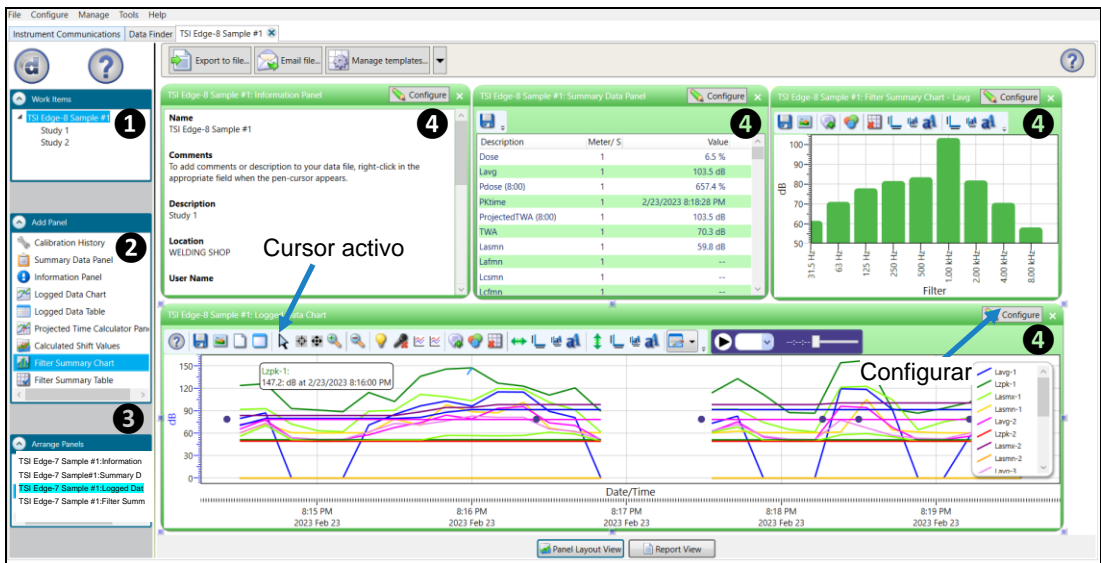 File Configure Manage Tools Help
Instrument Communications Data Finder TSI Edge-8 Sample #1
Export to file... Email file... Manage templates...
Work Items
TSI Edge-8 Sample #1
Study 1
Study 2
1
Add Panel
Calibration History
Summary Data Panel
Information Panel
Logged Data Chart
Logged Data Table
Projected Time Calculator Pane
Calculated Shift Values
Filter Summary Chart
Filter Summary Table
2
3
Arrange Panels
TSI Edge-7 Sample #1:Information
TSI Edge-7 Sample#1:Summary D
TSI Edge-7 Sample #1:Logged Dat
TSI Edge-7 Sample #1:Filter Summ
TSI Edge-8 Sample #1: Information Panel Configure
4
Name
TSI Edge-8 Sample #1
Comments
To add comments or description to your data file, right-click in the
appropriate field when the pen-cursor appears.
Description
Study 1
Location
WELDING SHOP
User Name
Cursor activo
TSI Edge-8 Sample #1: Summary Data Panel Configure
4
Description Meter/ S Value
Dose 1 6.5 %
Lavg 1 103.5 dB
Pdose (8:00) 1 657.4 %
PKtime 1 2/23/2023 8:18:28 PM
ProjectedTWA (8:00) 1 103.5 dB
TWA 1 70.3 dB
Lasmn 1 59.8 dB
Lafmn 1 --
Lcsmn 1 --
Lcfmn 1 --
TSI Edge-8 Sample #1: Filter Summary Chart - Lavg Configure
4
100
90
80
70
60
50
dB
31.5 Hz 63 Hz 125 Hz 250 Hz 500 Hz 1.00 kHz 2.00 kHz 4.00 kHz 8.00 kHz
Filter
TSI Edge-8 Sample #1: Logged Data Chart Configure
4
Configurar
Lzpk-1:
147.2: dB at 2/23/2023 8:16:00 PM
150
120
90
60
30
0
dB
Lavg-1
Lzpk-1
Lasmx-1
Lasmn-1
Lavg-2
Lzpk-2
Lasmx-2
Lasmn-2
Lavg-3
Date/Time
8:15 PM 8:16 PM 8:17 PM 8:18 PM 8:19 PM
2023 Feb 23 2023 Feb 23 2023 Feb 23 2023 Feb 23 2023 Feb 23
Panel Layout View Report View